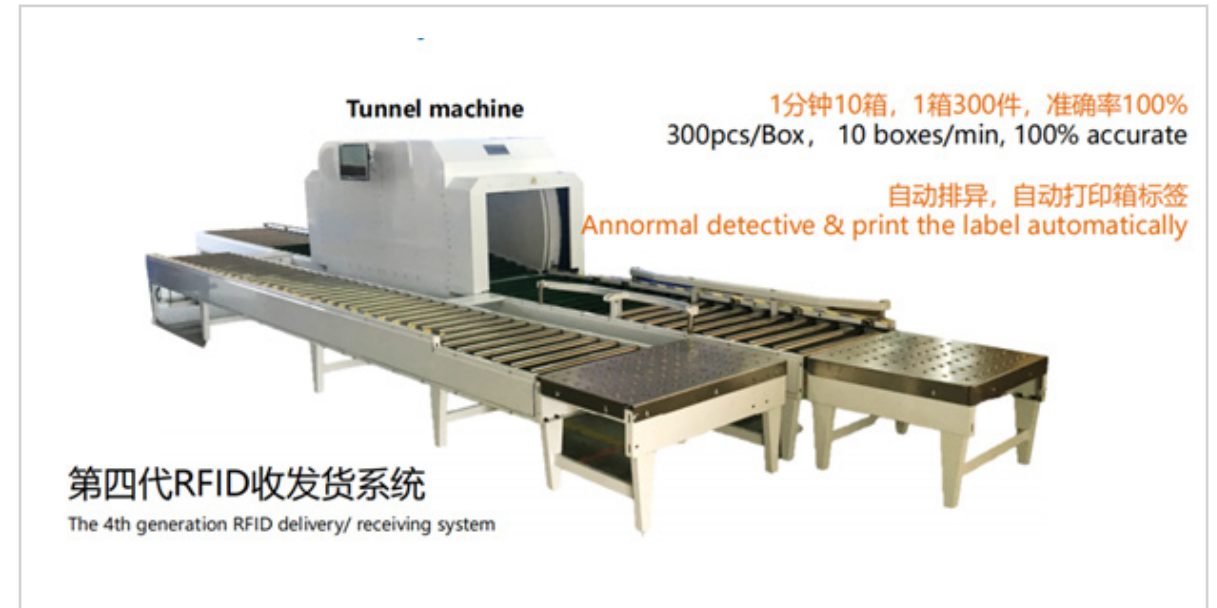 Tunnel machine
1分钟10箱，1箱300件，准确率100%
300pcs/Box， 10 boxes/min, 100% accurate
自动排异，自动打印箱标签
Annormal detective & print the label automatically
第四代RFID收发货系统
The 4th generation RFID delivery/ receiving system